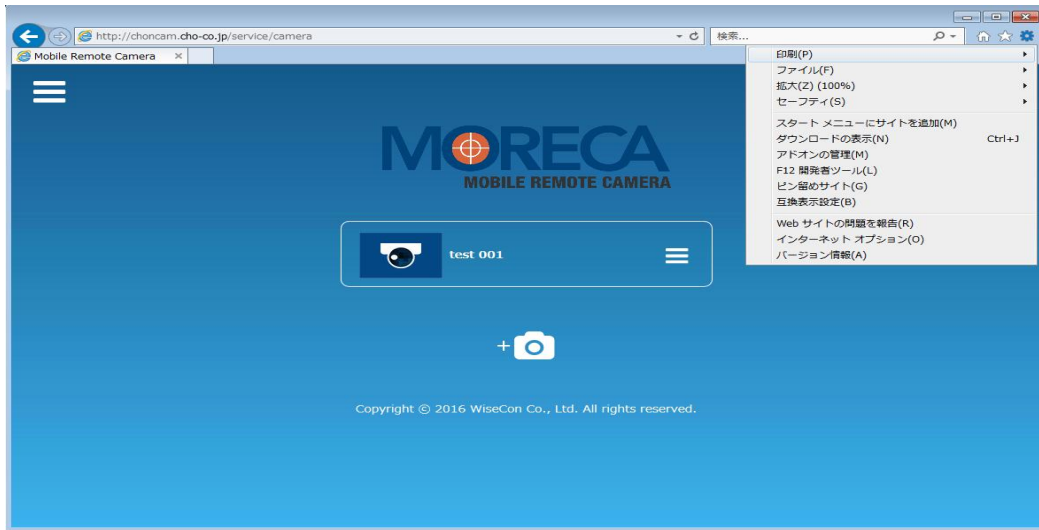 http://choncam.cho-co.jp/service/camera
検索...
Mobile Remote Camera
印刷(P)
ファイル(F)
拡大(Z) (100%)
セーフティ(S)
スタート メニューにサイトを追加(M)
ダウンロードの表示(N) Ctrl+J
アドオンの管理(M)
F12 開発者ツール(L)
ピン留めサイト(G)
互換表示設定(B)
Web サイトの問題を報告(R)
インターネット オプション(O)
バージョン情報(A)
MORECA
MOBILE REMOTE CAMERA
test 001
+
Copyright © 2016 WiseCon Co., Ltd. All rights reserved.